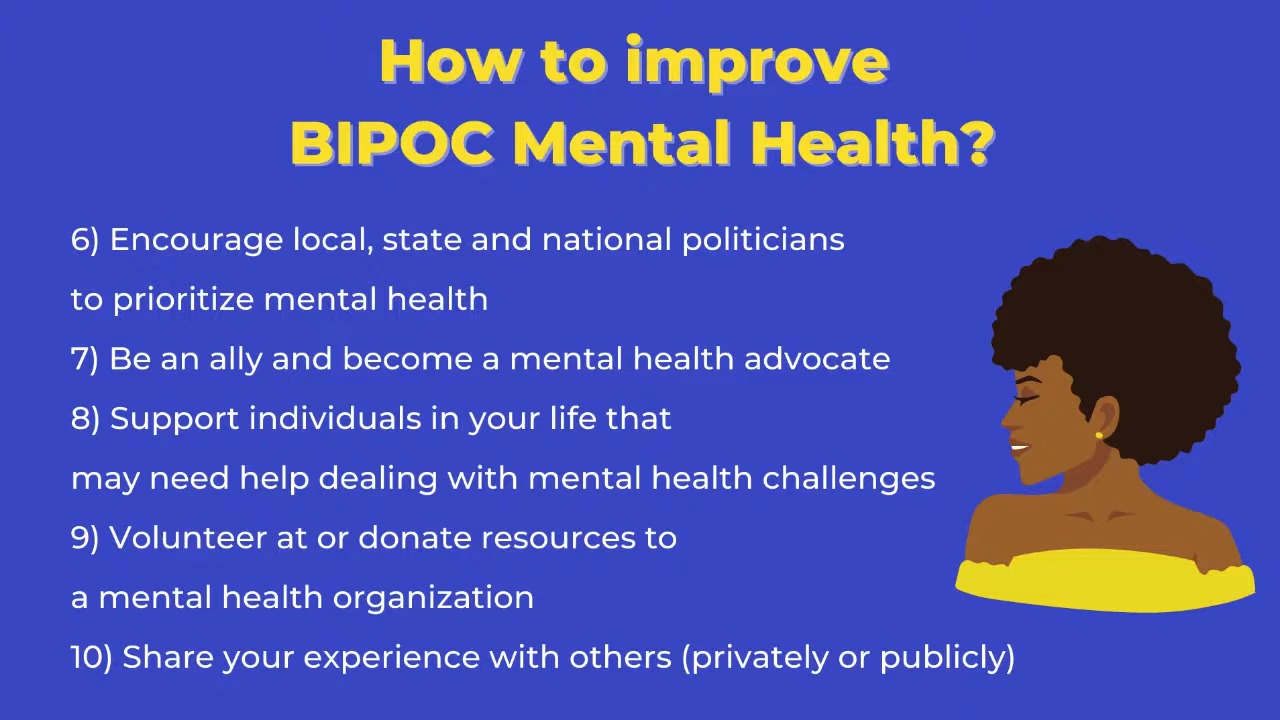 How to improve
BIPOC Mental Health?
6) Encourage local, state and national politicians
to prioritize mental health
7) Be an ally and become a mental health advocate
8) Support individuals in your life that
may need help dealing with mental health challenges
9) Volunteer at or donate resources to
a mental health organization
10) Share your experience with others (privately or publicly)